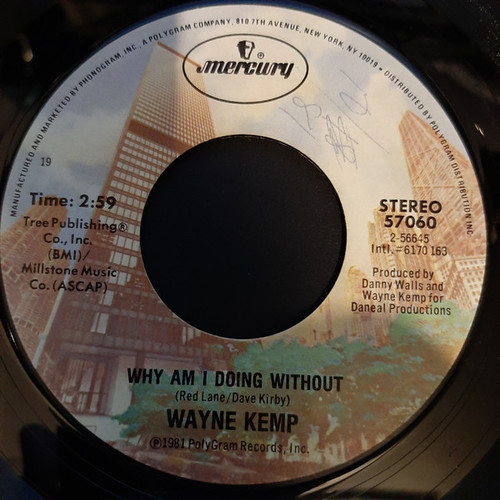 MANUFACTURED AND MARKETED BY PHONOGRAM, INC., A POLYGRAM COMPANY, 810 7TH AVENUE, NEW YORK, N.Y. 10019 • DISTRIBUTED BY POLYGRAM DISTRIBUTION INC
mercury ®
19
Time: 2:59
Tree Publishing®
Co., Inc.
(BMI)/
Millstone Music
Co. (ASCAP)
STEREO
57060
2-56645
Intl.=6170 163
Produced by
Danny Walls and
Wayne Kemp for
Daneal Productions
WHY AM I DOING WITHOUT
(Red Lane/Dave Kirby)
WAYNE KEMP
℗1981 PolyGram Records, Inc.